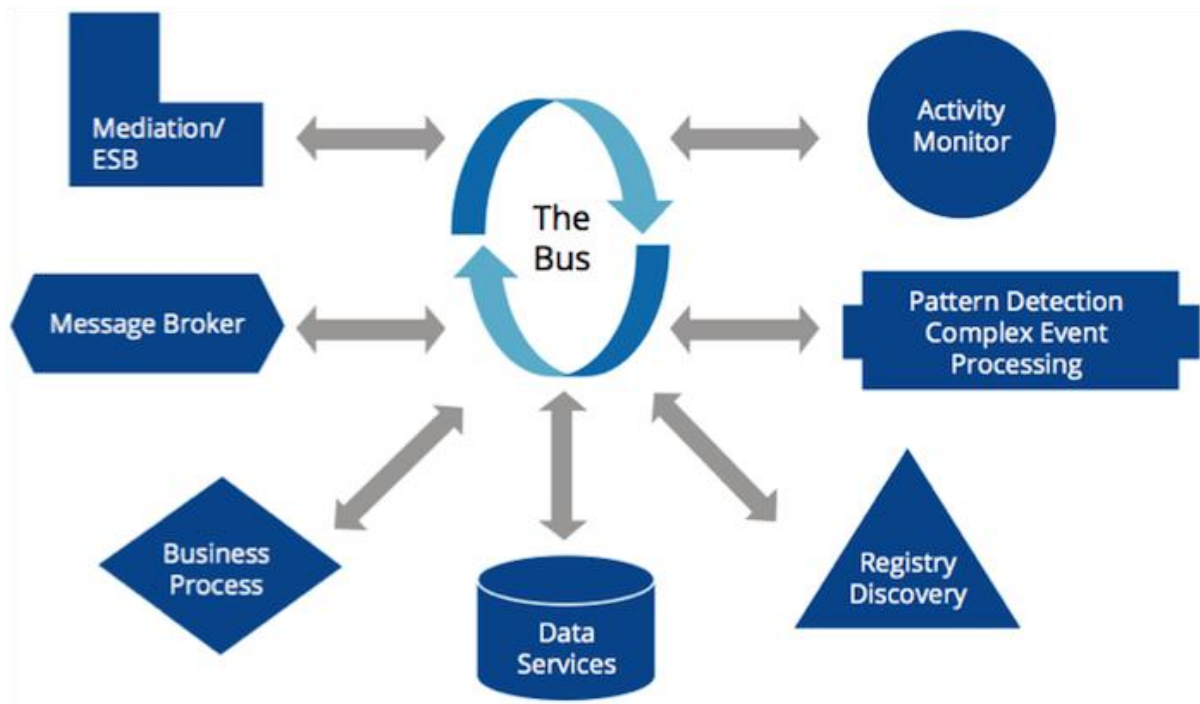 Mediation/
ESB
The
Bus
Activity
Monitor
Message Broker
Pattern Detection
Complex Event
Processing
Business
Process
Data
Services
Registry
Discovery